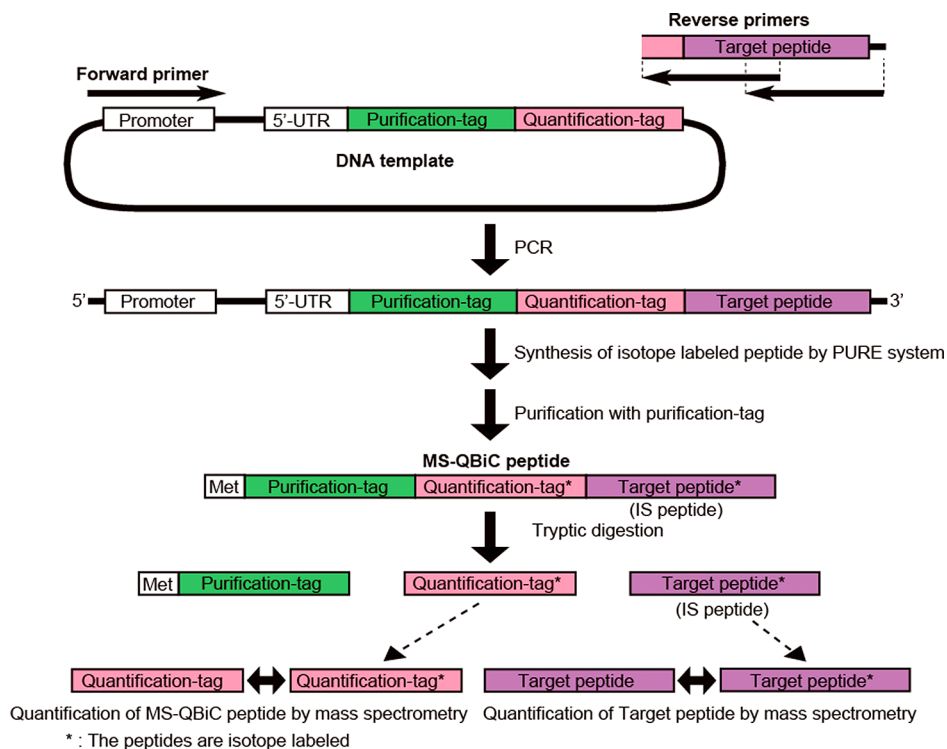 Reverse primers
Target peptide
Forward primer
Promoter
5'-UTR
Purification-tag
Quantification-tag
DNA template
PCR
5’
Promoter
5'-UTR
Purification-tag
Quantification-tag
Target peptide
3’
Synthesis of isotope labeled peptide by PURE system
Purification with purification-tag
MS-QBiC peptide
Met
Purification-tag
Quantification-tag*
Target peptide*
(IS peptide)
Tryptic digestion
Met
Purification-tag
Quantification-tag*
Target peptide*
(IS peptide)
Quantification-tag
Quantification-tag*
Target peptide
Target peptide*
Quantification of MS-QBiC peptide by mass spectrometry
Quantification of Target peptide by mass spectrometry
* : The peptides are isotope labeled